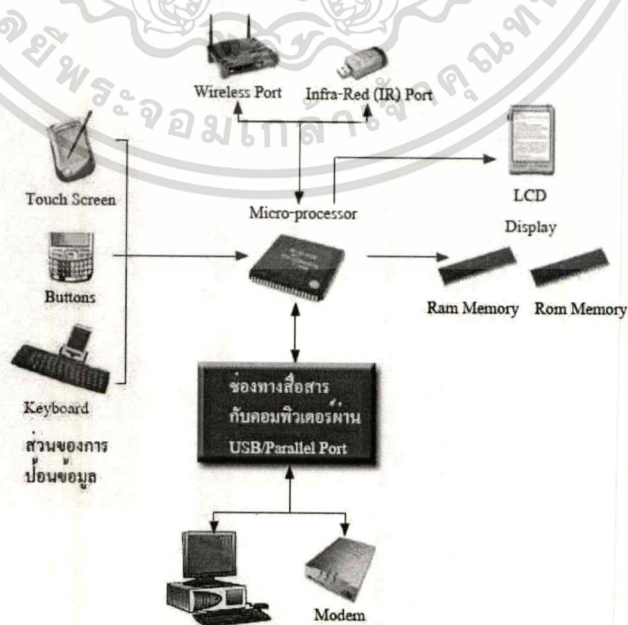 Wireless Port
Infra-Red (IR) Port
Touch Screen
Micro-processor
LCD
Display
Buttons
Ram Memory
Rom Memory
Keyboard
ส่วนของการ
ป้อนข้อมูล
ช่องทางสื่อสาร
กับคอมพิวเตอร์ผ่าน
USB/Parallel Port
Modem